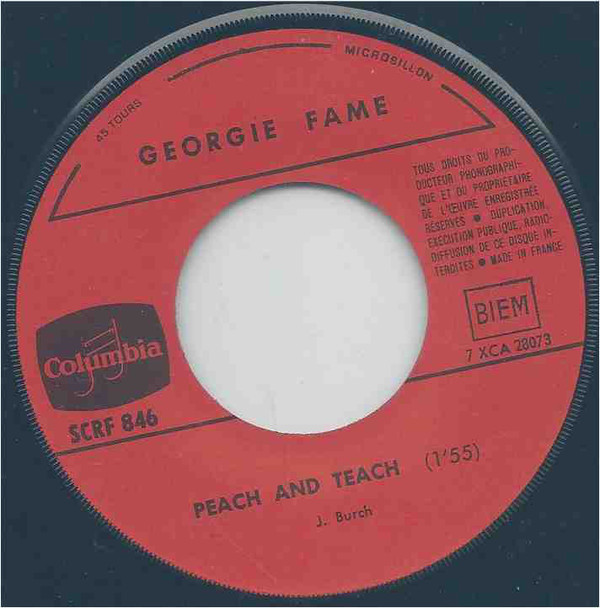 45 TOURS
MICROSILLON
GEORGIE FAME
TOUS DROITS DU PRO-
DUCTEUR PHONOGRAPHI-
QUE ET DU PROPRIÉTAIRE
DE L'ŒUVRE ENREGISTRÉE
RÉSERVÉS ● DUPLICATION,
EXÉCUTION PUBLIQUE, RADIO-
DIFFUSION DE CE DISQUE IN-
TERDITES ● MADE IN FRANCE
BIEM
7 XCA 28073
Columbia
SCRF 846
PEACH AND TEACH (1'55)
J. Burch